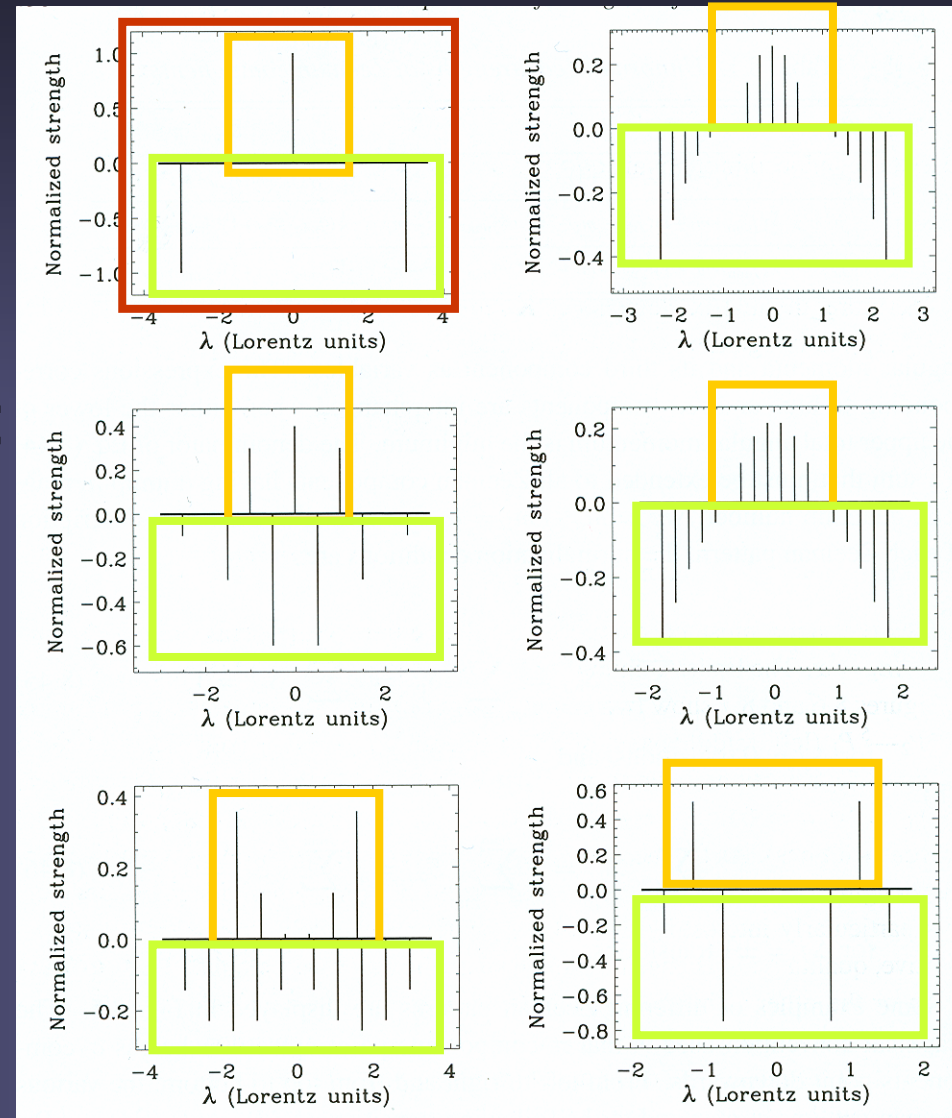 Normalized strength
1.0
0.5
0.0
−0.5
−1.0
−4 −2 0 2 4
λ (Lorentz units)
Normalized strength
0.2
0.0
−0.2
−0.4
−3 −2 −1 0 1 2 3
λ (Lorentz units)
Normalized strength
0.4
0.2
0.0
−0.2
−0.4
−0.6
−2 0 2
λ (Lorentz units)
Normalized strength
0.2
0.0
−0.2
−0.4
−2 −1 0 1 2
λ (Lorentz units)
Normalized strength
0.4
0.2
0.0
−0.2
−4 −2 0 2 4
λ (Lorentz units)
Normalized strength
0.6
0.4
0.2
0.0
−0.2
−0.4
−0.6
−0.8
−2 −1 0 1 2
λ (Lorentz units)